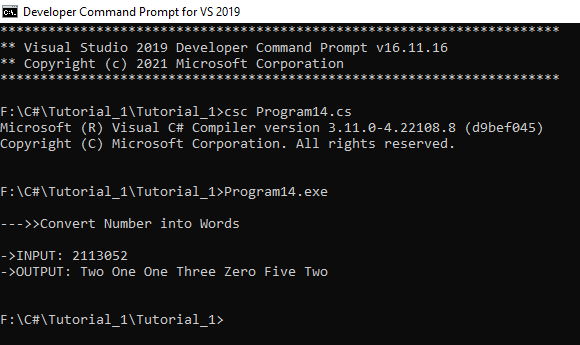 Developer Command Prompt for VS 2019
**********************************************************************
** Visual Studio 2019 Developer Command Prompt v16.11.16
** Copyright (c) 2021 Microsoft Corporation
**********************************************************************
F:\C#\Tutorial_1\Tutorial_1>csc Program14.cs
Microsoft (R) Visual C# Compiler version 3.11.0-4.22108.8 (d9bef045)
Copyright (C) Microsoft Corporation. All rights reserved.
F:\C#\Tutorial_1\Tutorial_1>Program14.exe
--->>Convert Number into Words
->INPUT: 2113052
->OUTPUT: Two One One Three Zero Five Two
F:\C#\Tutorial_1\Tutorial_1>